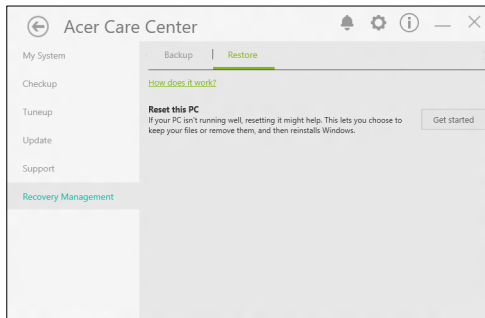 Acer Care Center
My System
Backup
Restore
Checkup
How does it work?
Tuneup
Reset this PC
If your PC isn't running well, resetting it might help. This lets you choose to
keep your files or remove them, and then reinstalls Windows.
Get started
Update
Support
Recovery Management